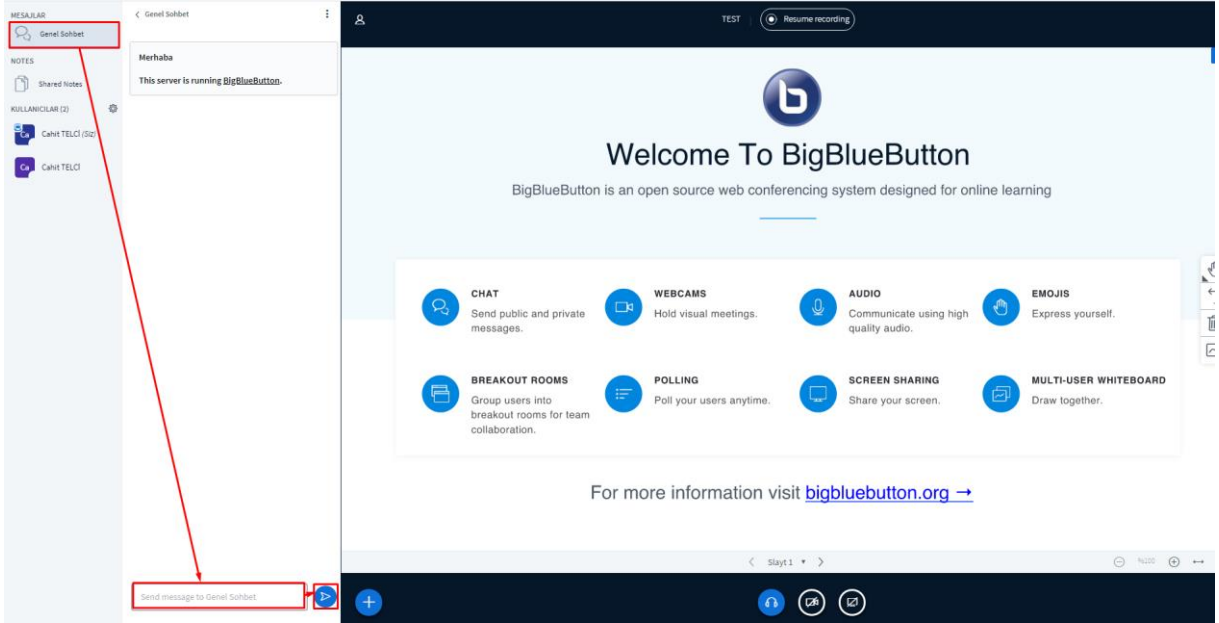 MESAJLAR
Genel Sohbet
NOTES
Shared Notes
KULLANICILAR (2)
Ca
Cahit TELCİ (Siz)
Ca
Cahit TELCİ
Genel Sohbet
Merhaba
This server is running BigBlueButton.
Send message to Genel Sohbet
TEST
Resume recording
b
Welcome To BigBlueButton
BigBlueButton is an open source web conferencing system designed for online learning
CHAT
Send public and private
messages.
WEBCAMS
Hold visual meetings.
AUDIO
Communicate using high
quality audio.
EMOJIS
Express yourself.
BREAKOUT ROOMS
Group users into
breakout rooms for team
collaboration.
POLLING
Poll your users anytime.
SCREEN SHARING
Share your screen.
MULTI-USER WHITEBOARD
Draw together.
For more information visit bigbluebutton.org →
Slayt 1
%100